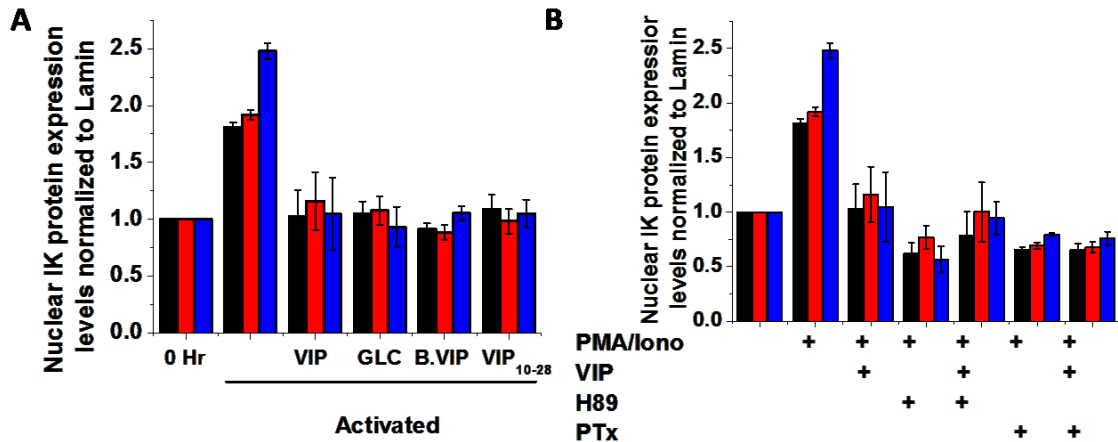 A
Nuclear IK protein expression
levels normalized to Lamin
2.5
2.0
1.5
1.0
0.5
0.0
0 Hr VIP GLC B.VIP VIP10-28
Activated
B
Nuclear IK protein expression
levels normalized to Lamin
2.5
2.0
1.5
1.0
0.5
0.0
PMA/Iono + + + + + +
VIP + + +
H89 + +
PTx + +